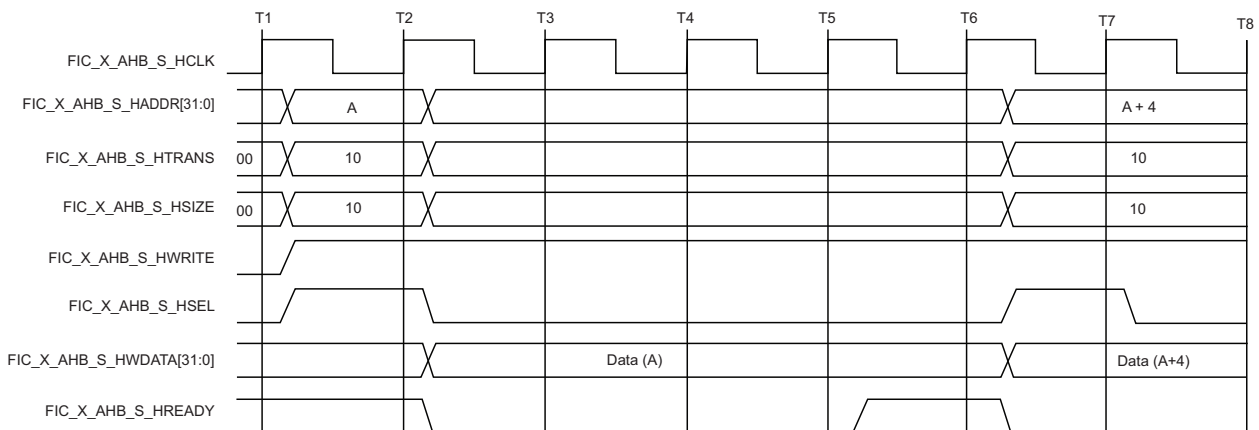 T1 T2 T3 T4 T5 T6 T7 T8
FIC_X_AHB_S_HCLK
FIC_X_AHB_S_HADDR[31:0] A A + 4
FIC_X_AHB_S_HTRANS 00 10 10
FIC_X_AHB_S_HSIZE 00 10 10
FIC_X_AHB_S_HWRITE
FIC_X_AHB_S_HSEL
FIC_X_AHB_S_HWDATA[31:0] Data (A) Data (A+4)
FIC_X_AHB_S_HREADY